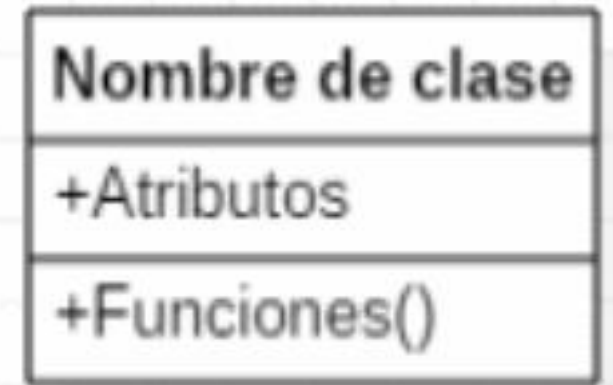 Nombre de clase
+Atributos
+Funciones()